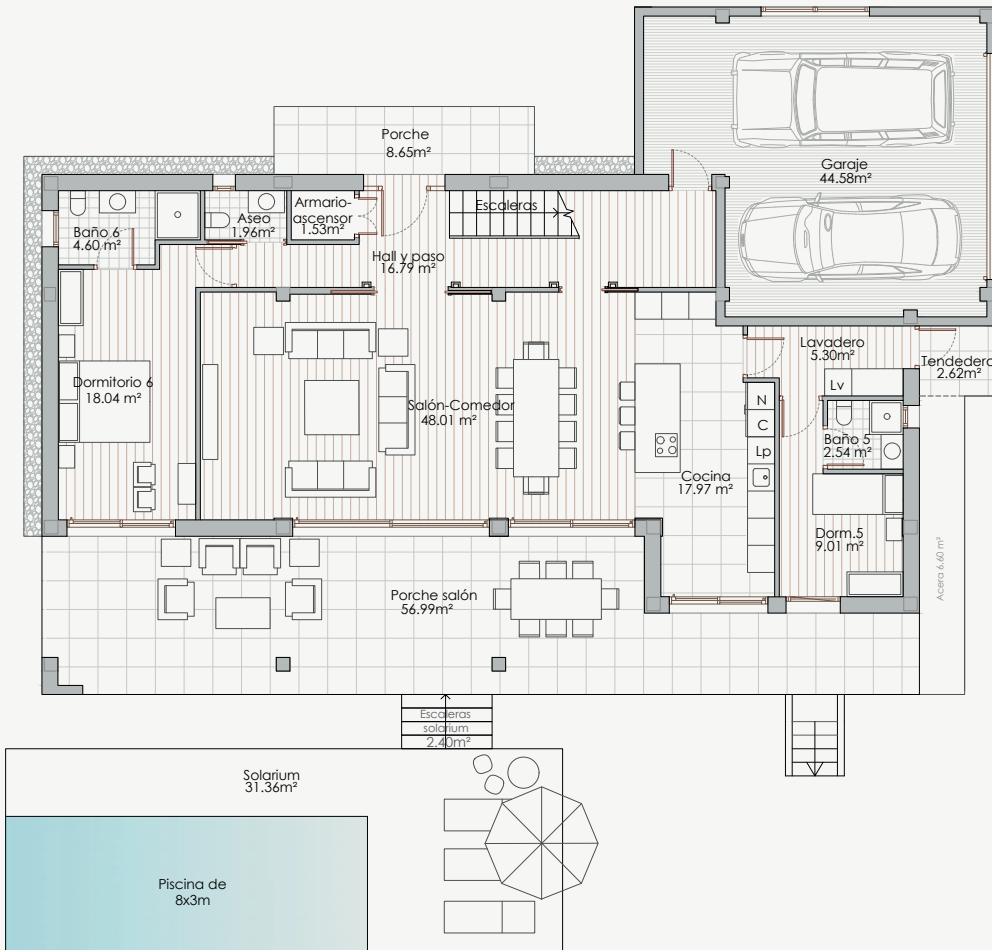 Porche
8.65m²
Garaje
44.58m²
Armario-
ascensor
1.53m²
Escaleras
Aseo
1.96m²
Baño 6
4.60 m²
Hall y paso
16.79 m²
Lavadero
5.30m²
Tendedero
2.62m²
Dormitorio 6
18.04 m²
Salón-Comedor
48.01 m²
Lv
N
C
Lp
Baño 5
2.54 m²
Cocina
17.97 m²
Dorm.5
9.01 m²
Acera 6.60 m²
Porche salón
56.99m²
Escaleras
solarium
2.40m²
Solarium
31.36m²
Piscina de
8x3m